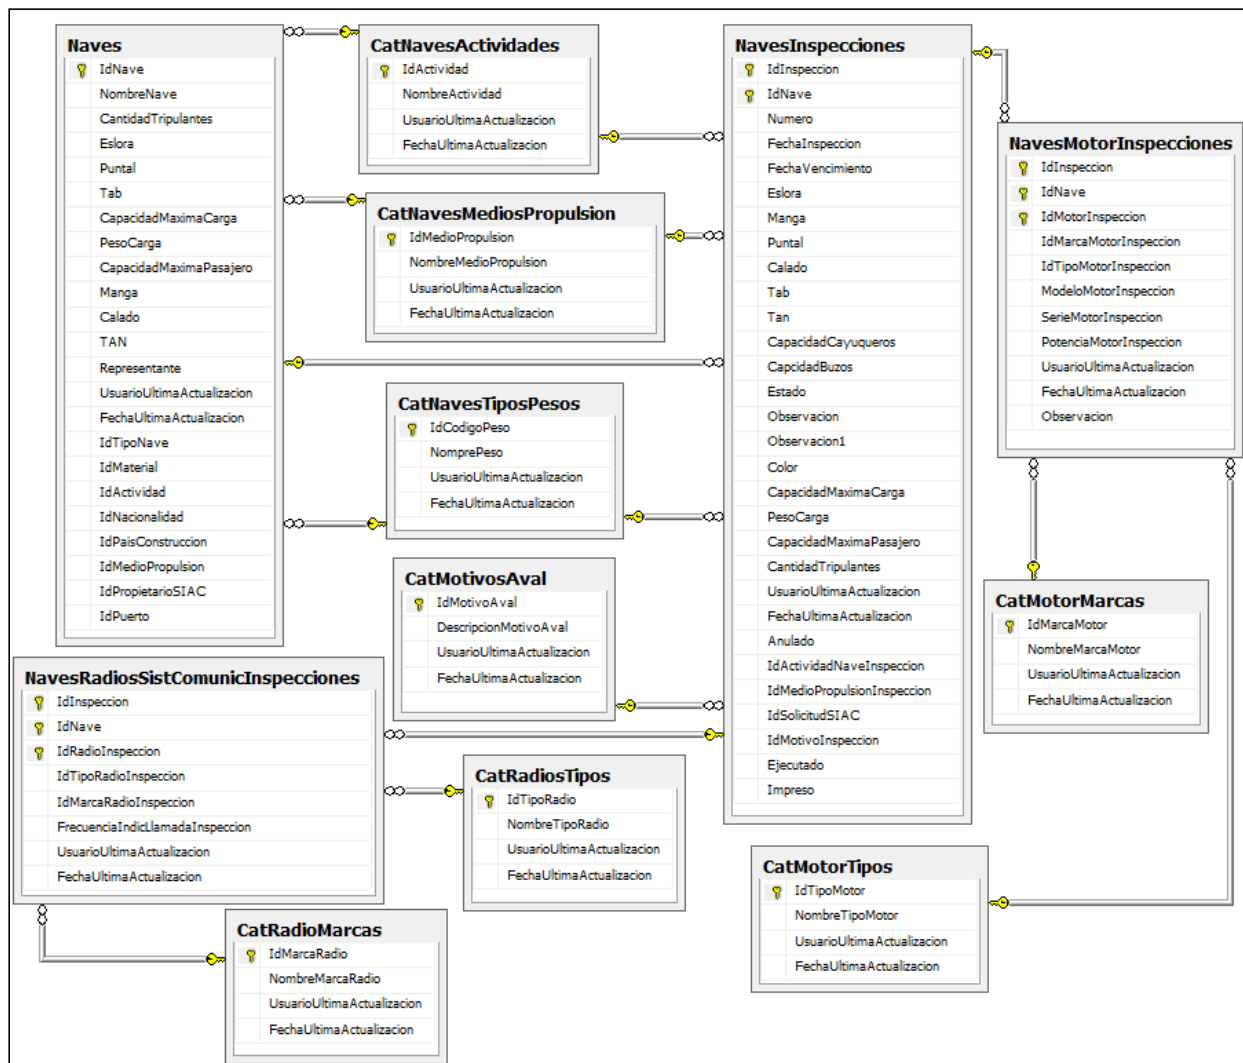 Naves
IdNave
NombreNave
CantidadTripulantes
Eslora
Puntal
Tab
CapacidadMaximaCarga
PesoCarga
CapacidadMaximaPasajero
Manga
Calado
TAN
Representante
UsuarioUltimaActualizacion
FechaUltimaActualizacion
IdTipoNave
IdMaterial
IdActividad
IdNacionalidad
IdPaisConstruccion
IdMedioPropulsion
IdPropietarioSIAC
IdPuerto
CatNavesActividades
IdActividad
NombreActividad
UsuarioUltimaActualizacion
FechaUltimaActualizacion
CatNavesMediosPropulsion
IdMedioPropulsion
NombreMedioPropulsion
UsuarioUltimaActualizacion
FechaUltimaActualizacion
CatNavesTiposPesos
IdCodigoPeso
NomprePeso
UsuarioUltimaActualizacion
FechaUltimaActualizacion
CatMotivosAval
IdMotivoAval
DescripcionMotivoAval
UsuarioUltimaActualizacion
FechaUltimaActualizacion
NavesInspecciones
IdInspeccion
IdNave
Numero
FechaInspeccion
FechaVencimiento
Eslora
Manga
Puntal
Calado
Tab
Tan
CapacidadCayuqueros
CapcidadBuzos
Estado
Observacion
Observacion1
Color
CapacidadMaximaCarga
PesoCarga
CapacidadMaximaPasajero
CantidadTripulantes
UsuarioUltimaActualizacion
FechaUltimaActualizacion
Anulado
IdActividadNaveInspeccion
IdMedioPropulsionInspeccion
IdSolicitudSIAC
IdMotivoInspeccion
Ejecutado
Impreso
NavesMotorInspecciones
IdInspeccion
IdNave
IdMotorInspeccion
IdMarcaMotorInspeccion
IdTipoMotorInspeccion
ModeloMotorInspeccion
SerieMotorInspeccion
PotenciaMotorInspeccion
UsuarioUltimaActualizacion
FechaUltimaActualizacion
Observacion
CatMotorMarcas
IdMarcaMotor
NombreMarcaMotor
UsuarioUltimaActualizacion
FechaUltimaActualizacion
NavesRadiosSistComunicInspecciones
IdInspeccion
IdNave
IdRadioInspeccion
IdTipoRadioInspeccion
IdMarcaRadioInspeccion
FrecuenciaIndicLlamadaInspeccion
UsuarioUltimaActualizacion
FechaUltimaActualizacion
CatRadiosTipos
IdTipoRadio
NombreTipoRadio
UsuarioUltimaActualizacion
FechaUltimaActualizacion
CatMotorTipos
IdTipoMotor
NombreTipoMotor
UsuarioUltimaActualizacion
FechaUltimaActualizacion
CatRadioMarcas
IdMarcaRadio
NombreMarcaRadio
UsuarioUltimaActualizacion
FechaUltimaActualizacion